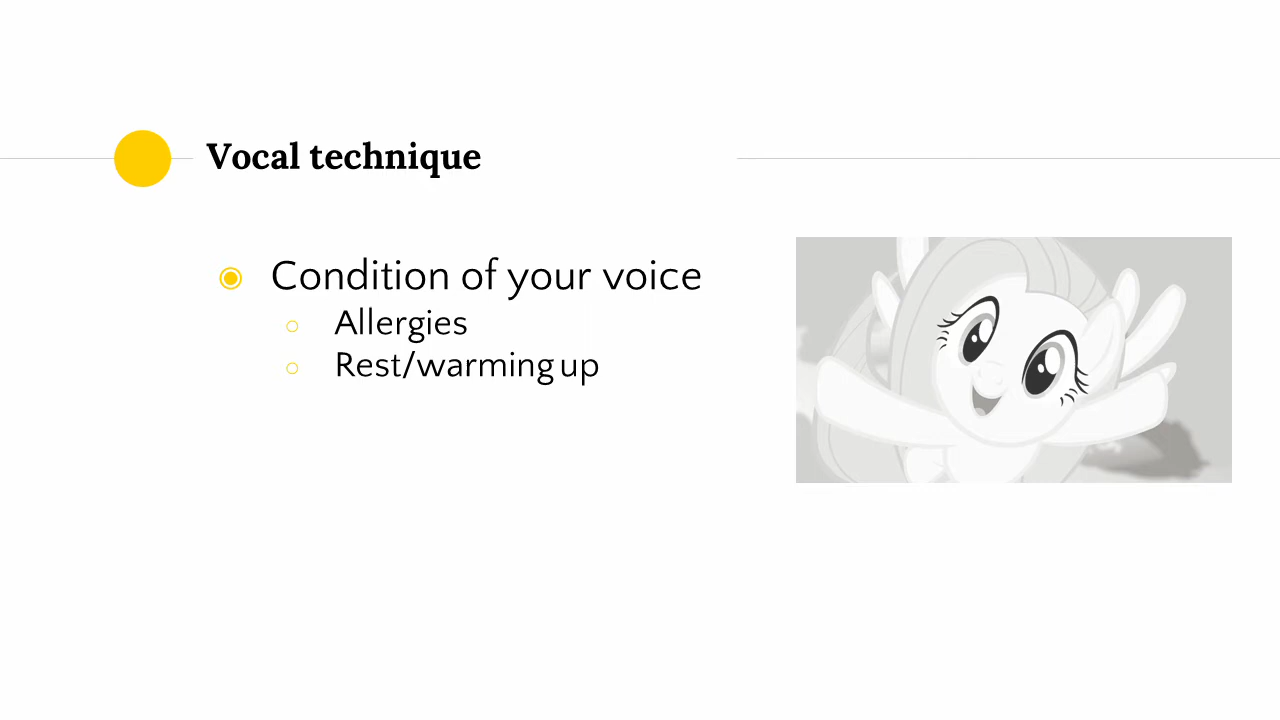 Vocal technique
Condition of your voice
Allergies
Rest/warming up